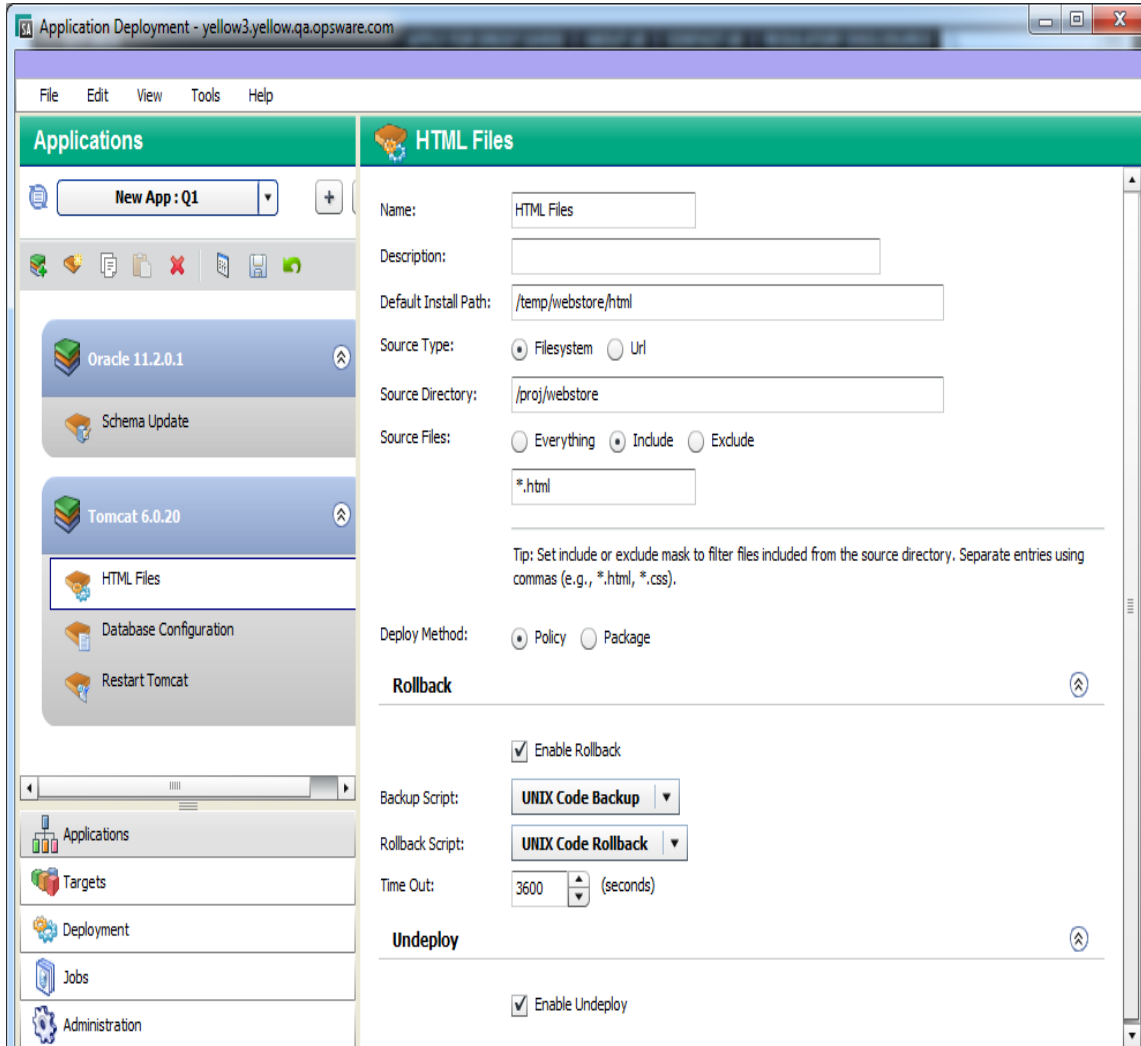 SA Application Deployment - yellow3.yellow.qa.opsware.com
File Edit View Tools Help
Applications
New App : Q1
+
Oracle 11.2.0.1
Schema Update
Tomcat 6.0.20
HTML Files
Database Configuration
Restart Tomcat
Applications
Targets
Deployment
Jobs
Administration
HTML Files
Name: HTML Files
Description:
Default Install Path: /temp/webstore/html
Source Type: Filesystem Url
Source Directory: /proj/webstore
Source Files: Everything Include Exclude
*.html
Tip: Set include or exclude mask to filter files included from the source directory. Separate entries using
commas (e.g., *.html, *.css).
Deploy Method: Policy Package
Rollback
Enable Rollback
Backup Script: UNIX Code Backup
Rollback Script: UNIX Code Rollback
Time Out: 3600 (seconds)
Undeploy
Enable Undeploy